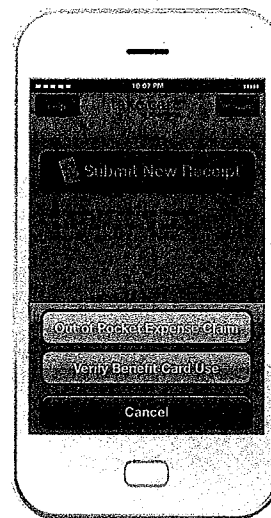 10:07 PM
Submit New Receipt
Out of Pocket Expense Claim
Verify Benefit Card Use
Cancel